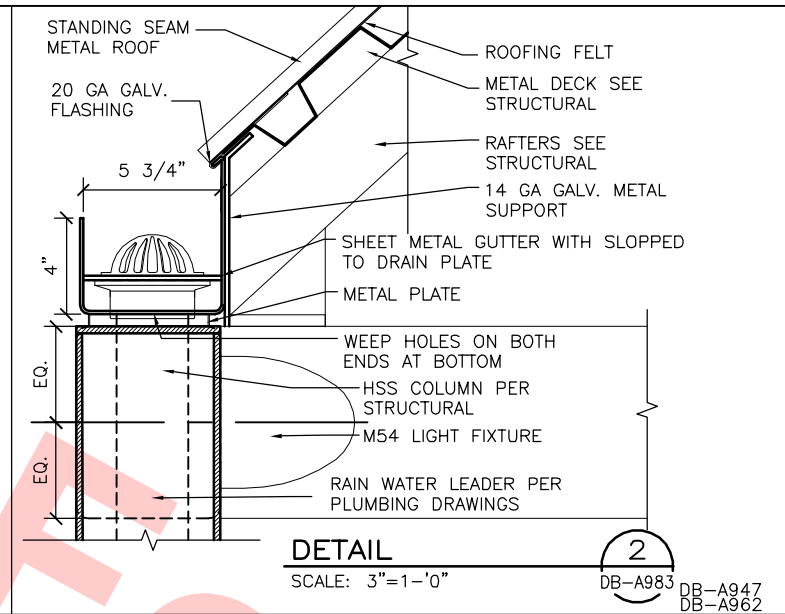 STANDING SEAM
METAL ROOF
20 GA GALV.
FLASHING
5 3/4"
4"
EQ.
EQ.
ROOFING FELT
METAL DECK SEE
STRUCTURAL
RAFTERS SEE
STRUCTURAL
14 GA GALV. METAL
SUPPORT
SHEET METAL GUTTER WITH SLOPPED
TO DRAIN PLATE
METAL PLATE
WEEP HOLES ON BOTH
ENDS AT BOTTOM
HSS COLUMN PER
STRUCTURAL
M54 LIGHT FIXTURE
RAIN WATER LEADER PER
PLUMBING DRAWINGS
DETAIL
SCALE: 3"=1-'0"
2
DB-A983
DB-A947
DB-A962